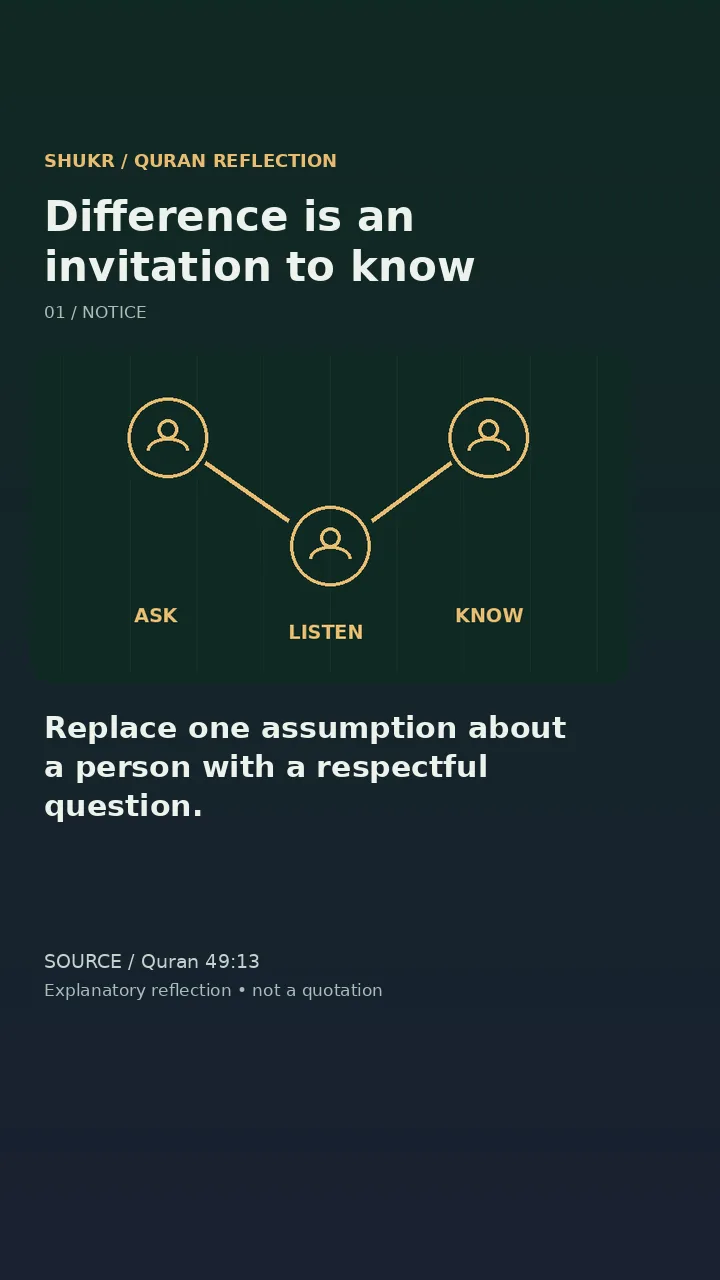 SHUKR / QURAN REFLECTION
Difference is an
invitation to know
01 / NOTICE
ASK
LISTEN
KNOW
Replace one assumption about
a person with a respectful
question.
SOURCE / Quran 49:13
Explanatory reflection • not a quotation